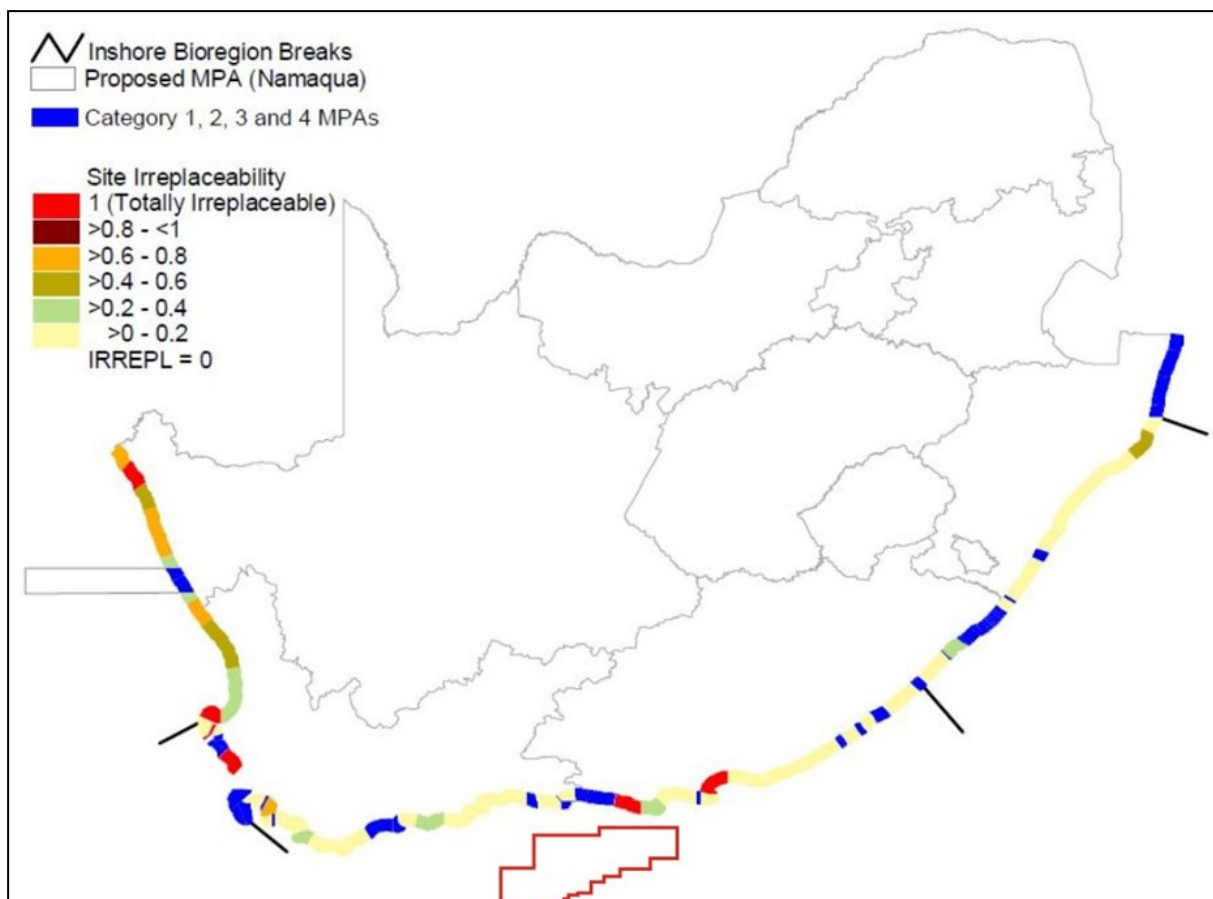 Inshore Bioregion Breaks
Proposed MPA (Namaqua)
Category 1, 2, 3 and 4 MPAs
Site Irreplaceability
1 (Totally Irreplaceable)
>0.8 - <1
>0.6 - 0.8
>0.4 - 0.6
>0.2 - 0.4
>0 - 0.2
IRREPL = 0